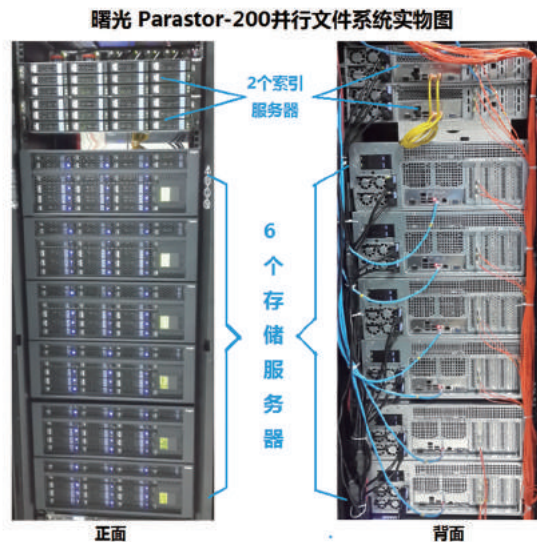 曙光 Parastor-200并行文件系统实物图
2个索引
服务器
6
个
存
储
服
务
器
正面
背面